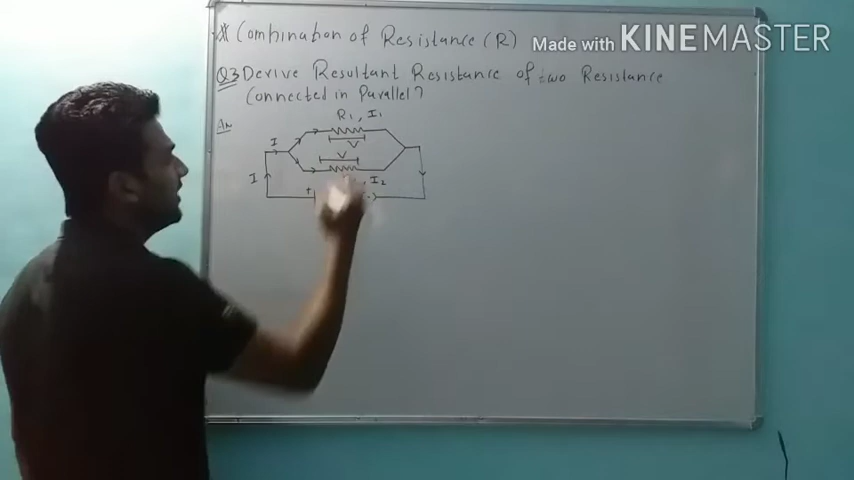 * Combination of Resistance (R)
Made with KINEMASTER
Q3 Derive Resultant Resistance of two Resistance
Connected in Parallel?
Ans
R1, I1
I
V
V
I
, I2
+